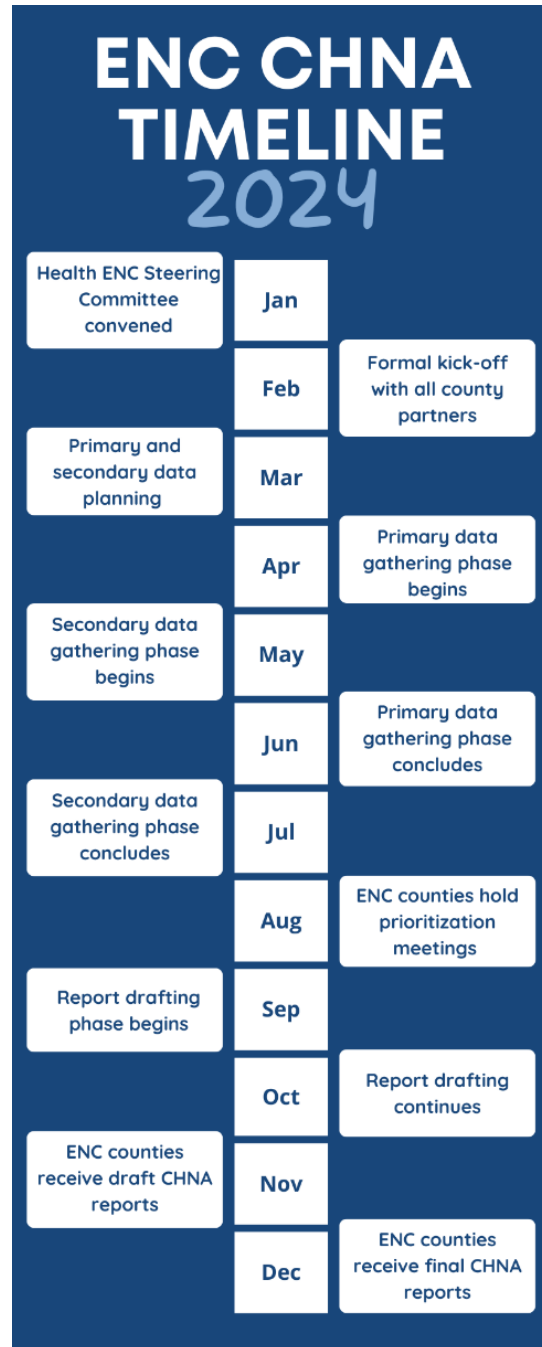 ENC CHNA
TIMELINE
2024
Health ENC Steering
Committee
convened
Jan
Feb
Formal kick-off
with all county
partners
Primary and
secondary data
planning
Mar
Apr
Primary data
gathering phase
begins
Secondary data
gathering phase
begins
May
Jun
Primary data
gathering phase
concludes
Secondary data
gathering phase
concludes
Jul
Aug
ENC counties hold
prioritization
meetings
Report drafting
phase begins
Sep
Oct
Report drafting
continues
ENC counties
receive draft CHNA
reports
Nov
Dec
ENC counties
receive final CHNA
reports